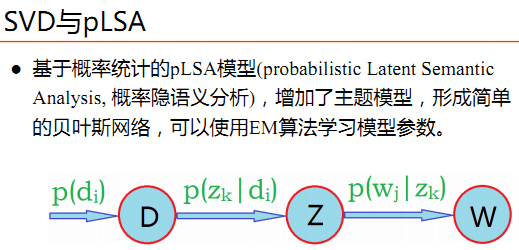 SVD与pLSA
● 基于概率统计的pLSA模型(probabilistic Latent Semantic
Analysis, 概率隐语义分析)，增加了主题模型，形成简单
的贝叶斯网络，可以使用EM算法学习模型参数。
p(di) p(zk|di) p(wj|zk)
D Z W